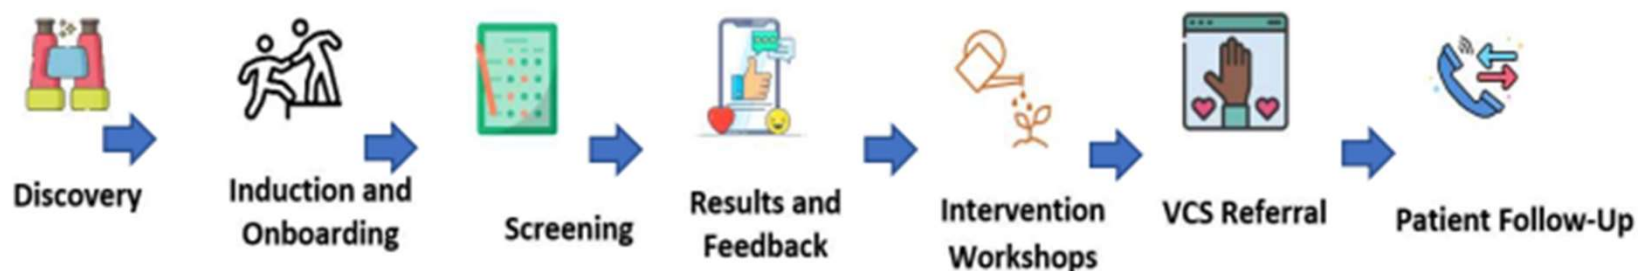 Discovery
Induction and
Onboarding
Screening
Results and
Feedback
Intervention
Workshops
VCS Referral
Patient Follow-Up